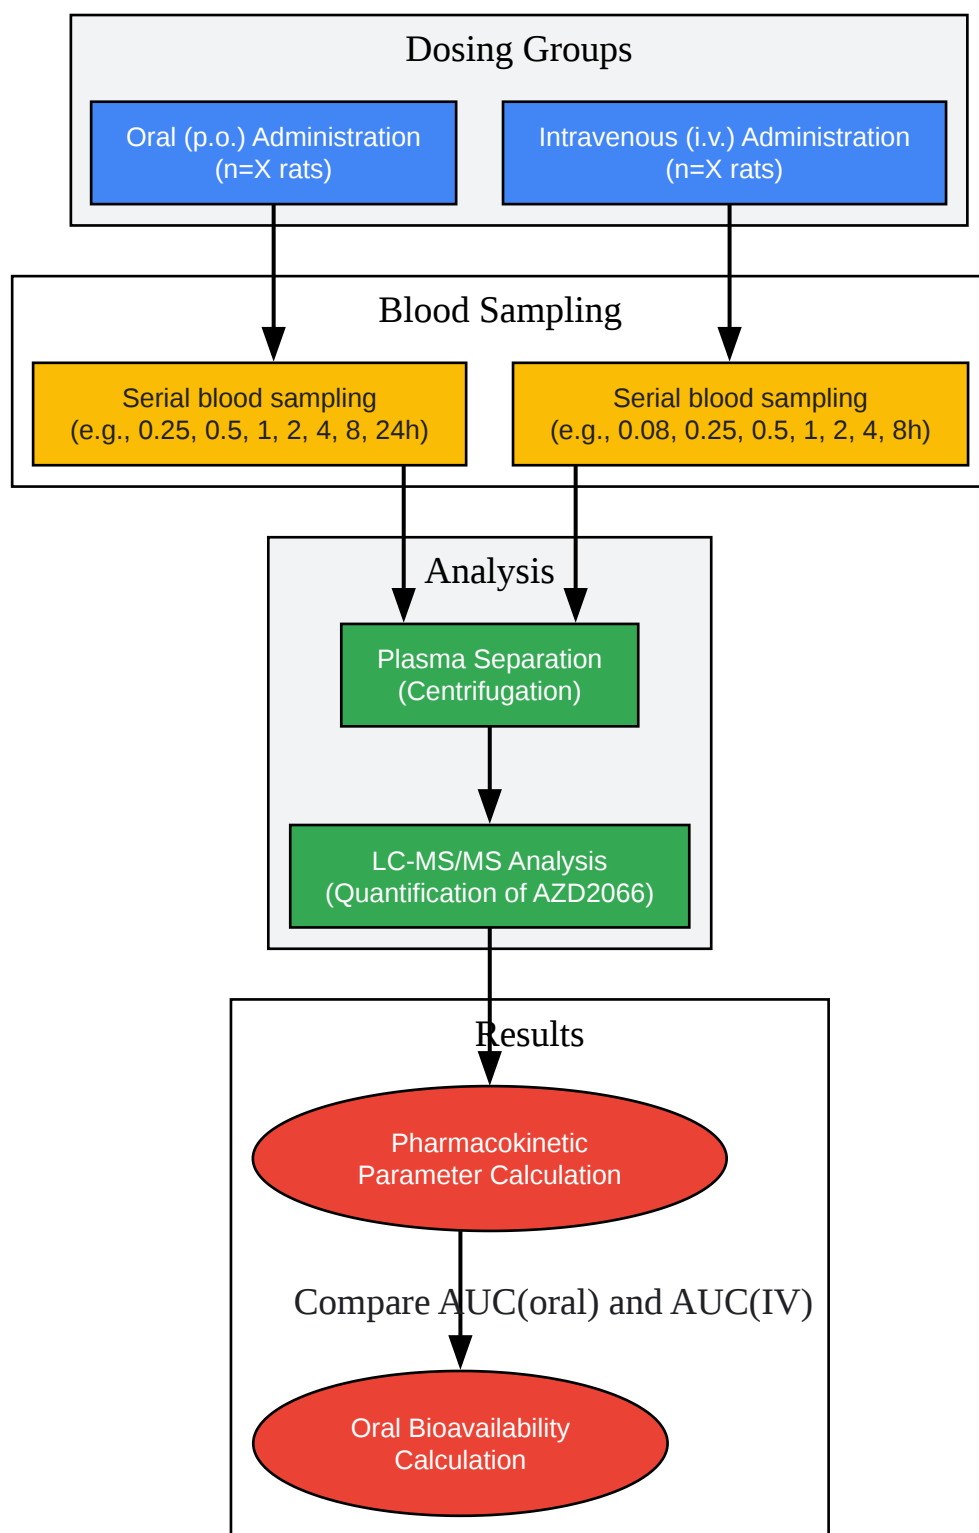 Dosing Groups
Oral (p.o.) Administration
(n=X rats)
Intravenous (i.v.) Administration
(n=X rats)
Blood Sampling
Serial blood sampling
(e.g., 0.25, 0.5, 1, 2, 4, 8, 24h)
Serial blood sampling
(e.g., 0.08, 0.25, 0.5, 1, 2, 4, 8h)
Analysis
Plasma Separation
(Centrifugation)
LC-MS/MS Analysis
(Quantification of AZD2066)
Results
Pharmacokinetic
Parameter Calculation
Compare AUC(oral) and AUC(IV)
Oral Bioavailability
Calculation